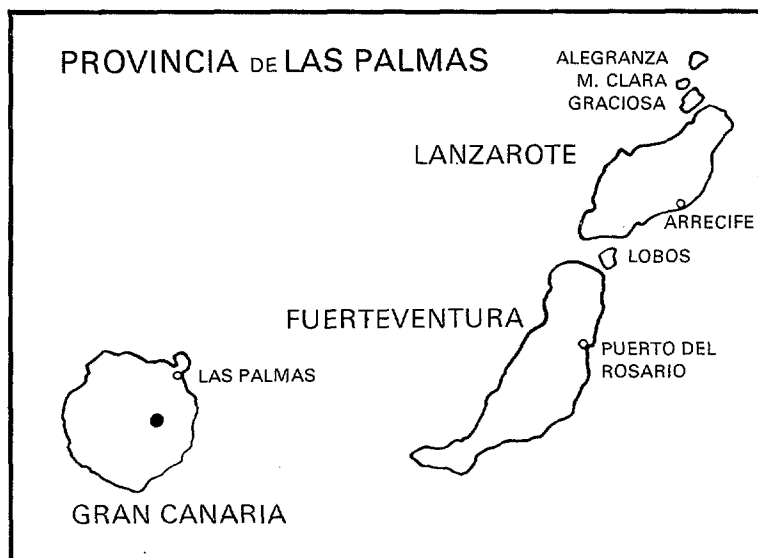 PROVINCIA DE LAS PALMAS
ALEGRANZA
M. CLARA
GRACIOSA
LANZAROTE
ARRECIFE
LOBOS
FUERTEVENTURA
PUERTO DEL
ROSARIO
LAS PALMAS
GRAN CANARIA